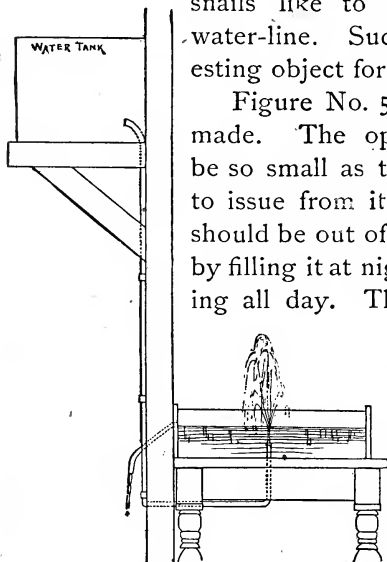 snails like to
water-line. Suc
esting object for
Figure No. 5
made. The op
be so small as t
to issue from it
should be out of
by filling it at nig
ing all day. Th
WATER TANK